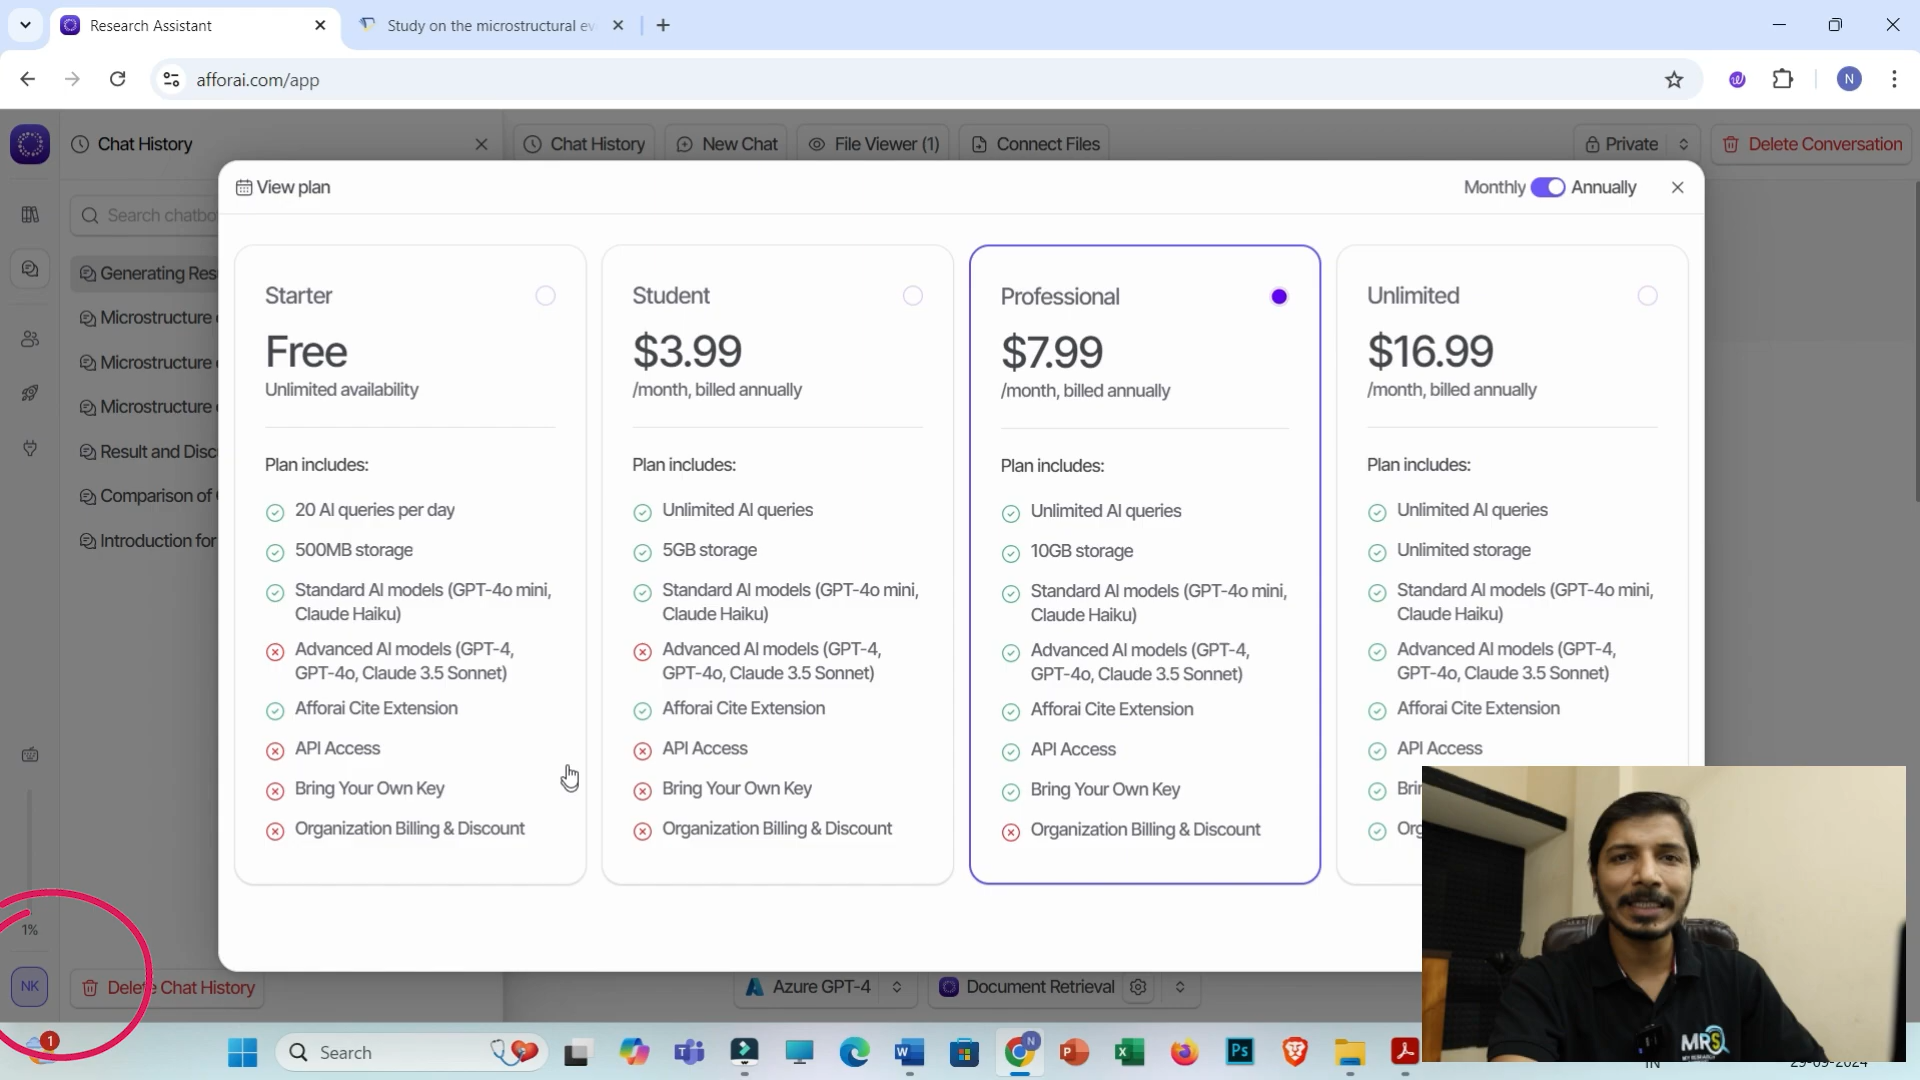 Research Assistant
Study on the microstructural ev
afforai.com/app
N
Chat History
Chat History
New Chat
File Viewer (1)
Connect Files
Private
Delete Conversation
View plan
Monthly
Annually
Search chatbo
Generating Res
Microstructure
Microstructure
Microstructure
Result and Disc
Comparison of
Introduction for
Starter
Free
Unlimited availability
Plan includes:
20 AI queries per day
500MB storage
Standard AI models (GPT-4o mini,
Claude Haiku)
Advanced AI models (GPT-4,
GPT-4o, Claude 3.5 Sonnet)
Afforai Cite Extension
API Access
Bring Your Own Key
Organization Billing & Discount
Student
$3.99
/month, billed annually
Plan includes:
Unlimited AI queries
5GB storage
Standard AI models (GPT-4o mini,
Claude Haiku)
Advanced AI models (GPT-4,
GPT-4o, Claude 3.5 Sonnet)
Afforai Cite Extension
API Access
Bring Your Own Key
Organization Billing & Discount
Professional
$7.99
/month, billed annually
Plan includes:
Unlimited AI queries
10GB storage
Standard AI models (GPT-4o mini,
Claude Haiku)
Advanced AI models (GPT-4,
GPT-4o, Claude 3.5 Sonnet)
Afforai Cite Extension
API Access
Bring Your Own Key
Organization Billing & Discount
Unlimited
$16.99
/month, billed annually
Plan includes:
Unlimited AI queries
Unlimited storage
Standard AI models (GPT-4o mini,
Claude Haiku)
Advanced AI models (GPT-4,
GPT-4o, Claude 3.5 Sonnet)
Afforai Cite Extension
API Access
Brin
Org
1%
NK
Delete Chat History
Azure GPT-4
Document Retrieval
1
Search
N
Ps
MRS
IN
29-09-2024